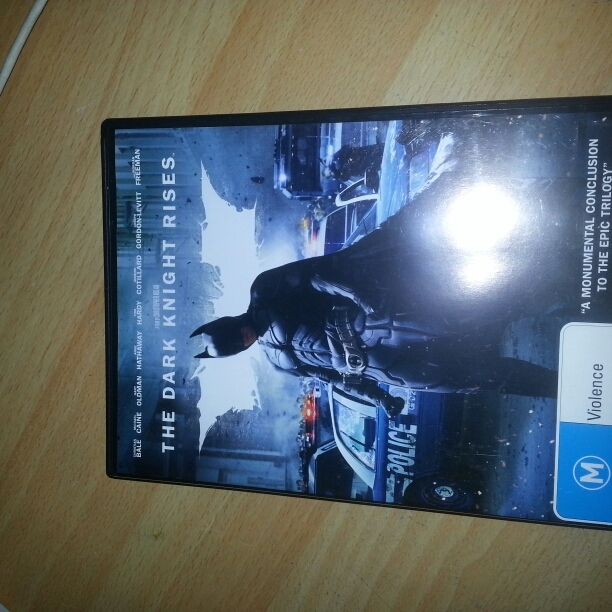 BALE CAINE OLDMAN HATHAWAY HARDY COTILLARD GORDON-LEVITT FREEMAN
THE DARK KNIGHT RISES
POLICE
"A MONUMENTAL CONCLUSION
TO THE EPIC TRILOGY"
M
Violence